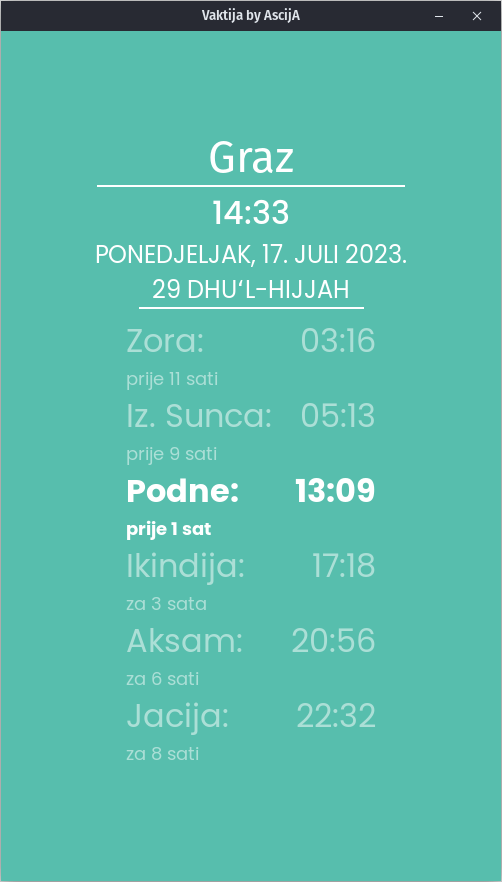 Vaktija by AscijA
Graz
14:33
PONEDJELJAK, 17. JULI 2023.
29 DHU‘L-HIJJAH
Zora: 03:16
prije 11 sati
Iz. Sunca: 05:13
prije 9 sati
Podne: 13:09
prije 1 sat
Ikindija: 17:18
za 3 sata
Aksam: 20:56
za 6 sati
Jacija: 22:32
za 8 sati